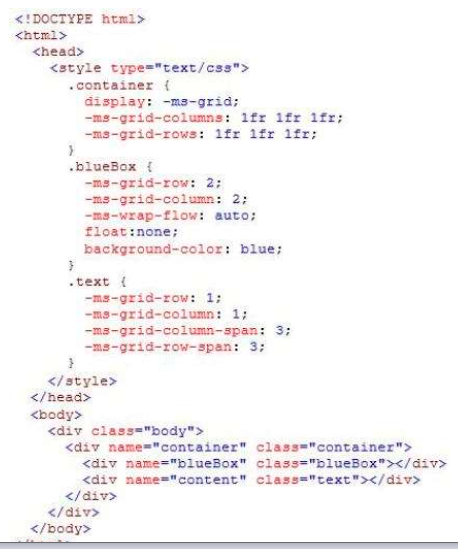 <!DOCTYPE html>
<html>
<head>
<style type="text/css">
.container {
display: -ms-grid;
-ms-grid-columns: 1fr 1fr 1fr;
-ms-grid-rows: 1fr 1fr 1fr;
}
.blueBox {
-ms-grid-row: 2;
-ms-grid-column: 2;
-ms-wrap-flow: auto;
float:none;
background-color: blue;
}
.text {
-ms-grid-row: 1;
-ms-grid-column: 1;
-ms-grid-column-span: 3;
-ms-grid-row-span: 3;
}
</style>
</head>
<body>
<div class="body">
<div name="container" class="container">
<div name="blueBox" class="blueBox"></div>
<div name="content" class="text"></div>
</div>
</div>
</body>